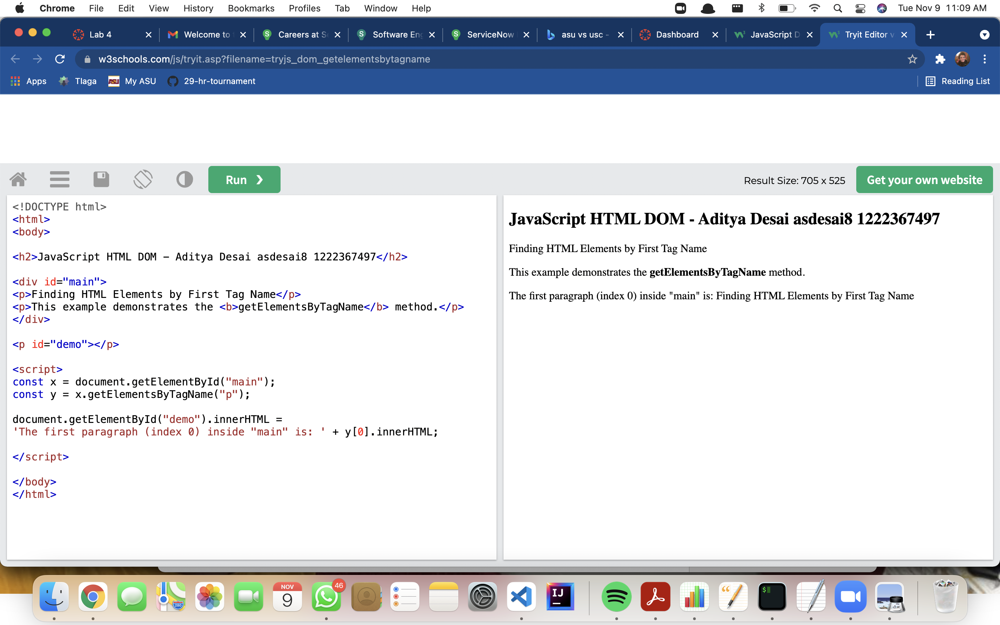 Chrome File Edit View History Bookmarks Profiles Tab Window Help Tue Nov 9 11:09 AM
Lab 4 Welcome to Careers at Software Eng ServiceNow asu vs usc - Dashboard JavaScript D Tryit Editor v
w3schools.com/js/tryit.asp?filename=tryjs_dom_getelementsbytagname
Apps Tlaga My ASU 29-hr-tournament Reading List
Run ❯ Result Size: 705 x 525 Get your own website
<!DOCTYPE html>
<html>
<body>
<h2>JavaScript HTML DOM – Aditya Desai asdesai8 1222367497</h2>
<div id="main">
<p>Finding HTML Elements by First Tag Name</p>
<p>This example demonstrates the <b>getElementsByTagName</b> method.</p>
</div>
<p id="demo"></p>
<script>
const x = document.getElementById("main");
const y = x.getElementsByTagName("p");
document.getElementById("demo").innerHTML =
'The first paragraph (index 0) inside "main" is: ' + y[0].innerHTML;
</script>
</body>
</html>
JavaScript HTML DOM - Aditya Desai asdesai8 1222367497
Finding HTML Elements by First Tag Name
This example demonstrates the getElementsByTagName method.
The first paragraph (index 0) inside "main" is: Finding HTML Elements by First Tag Name
280
NOV
9
46
IJ
$